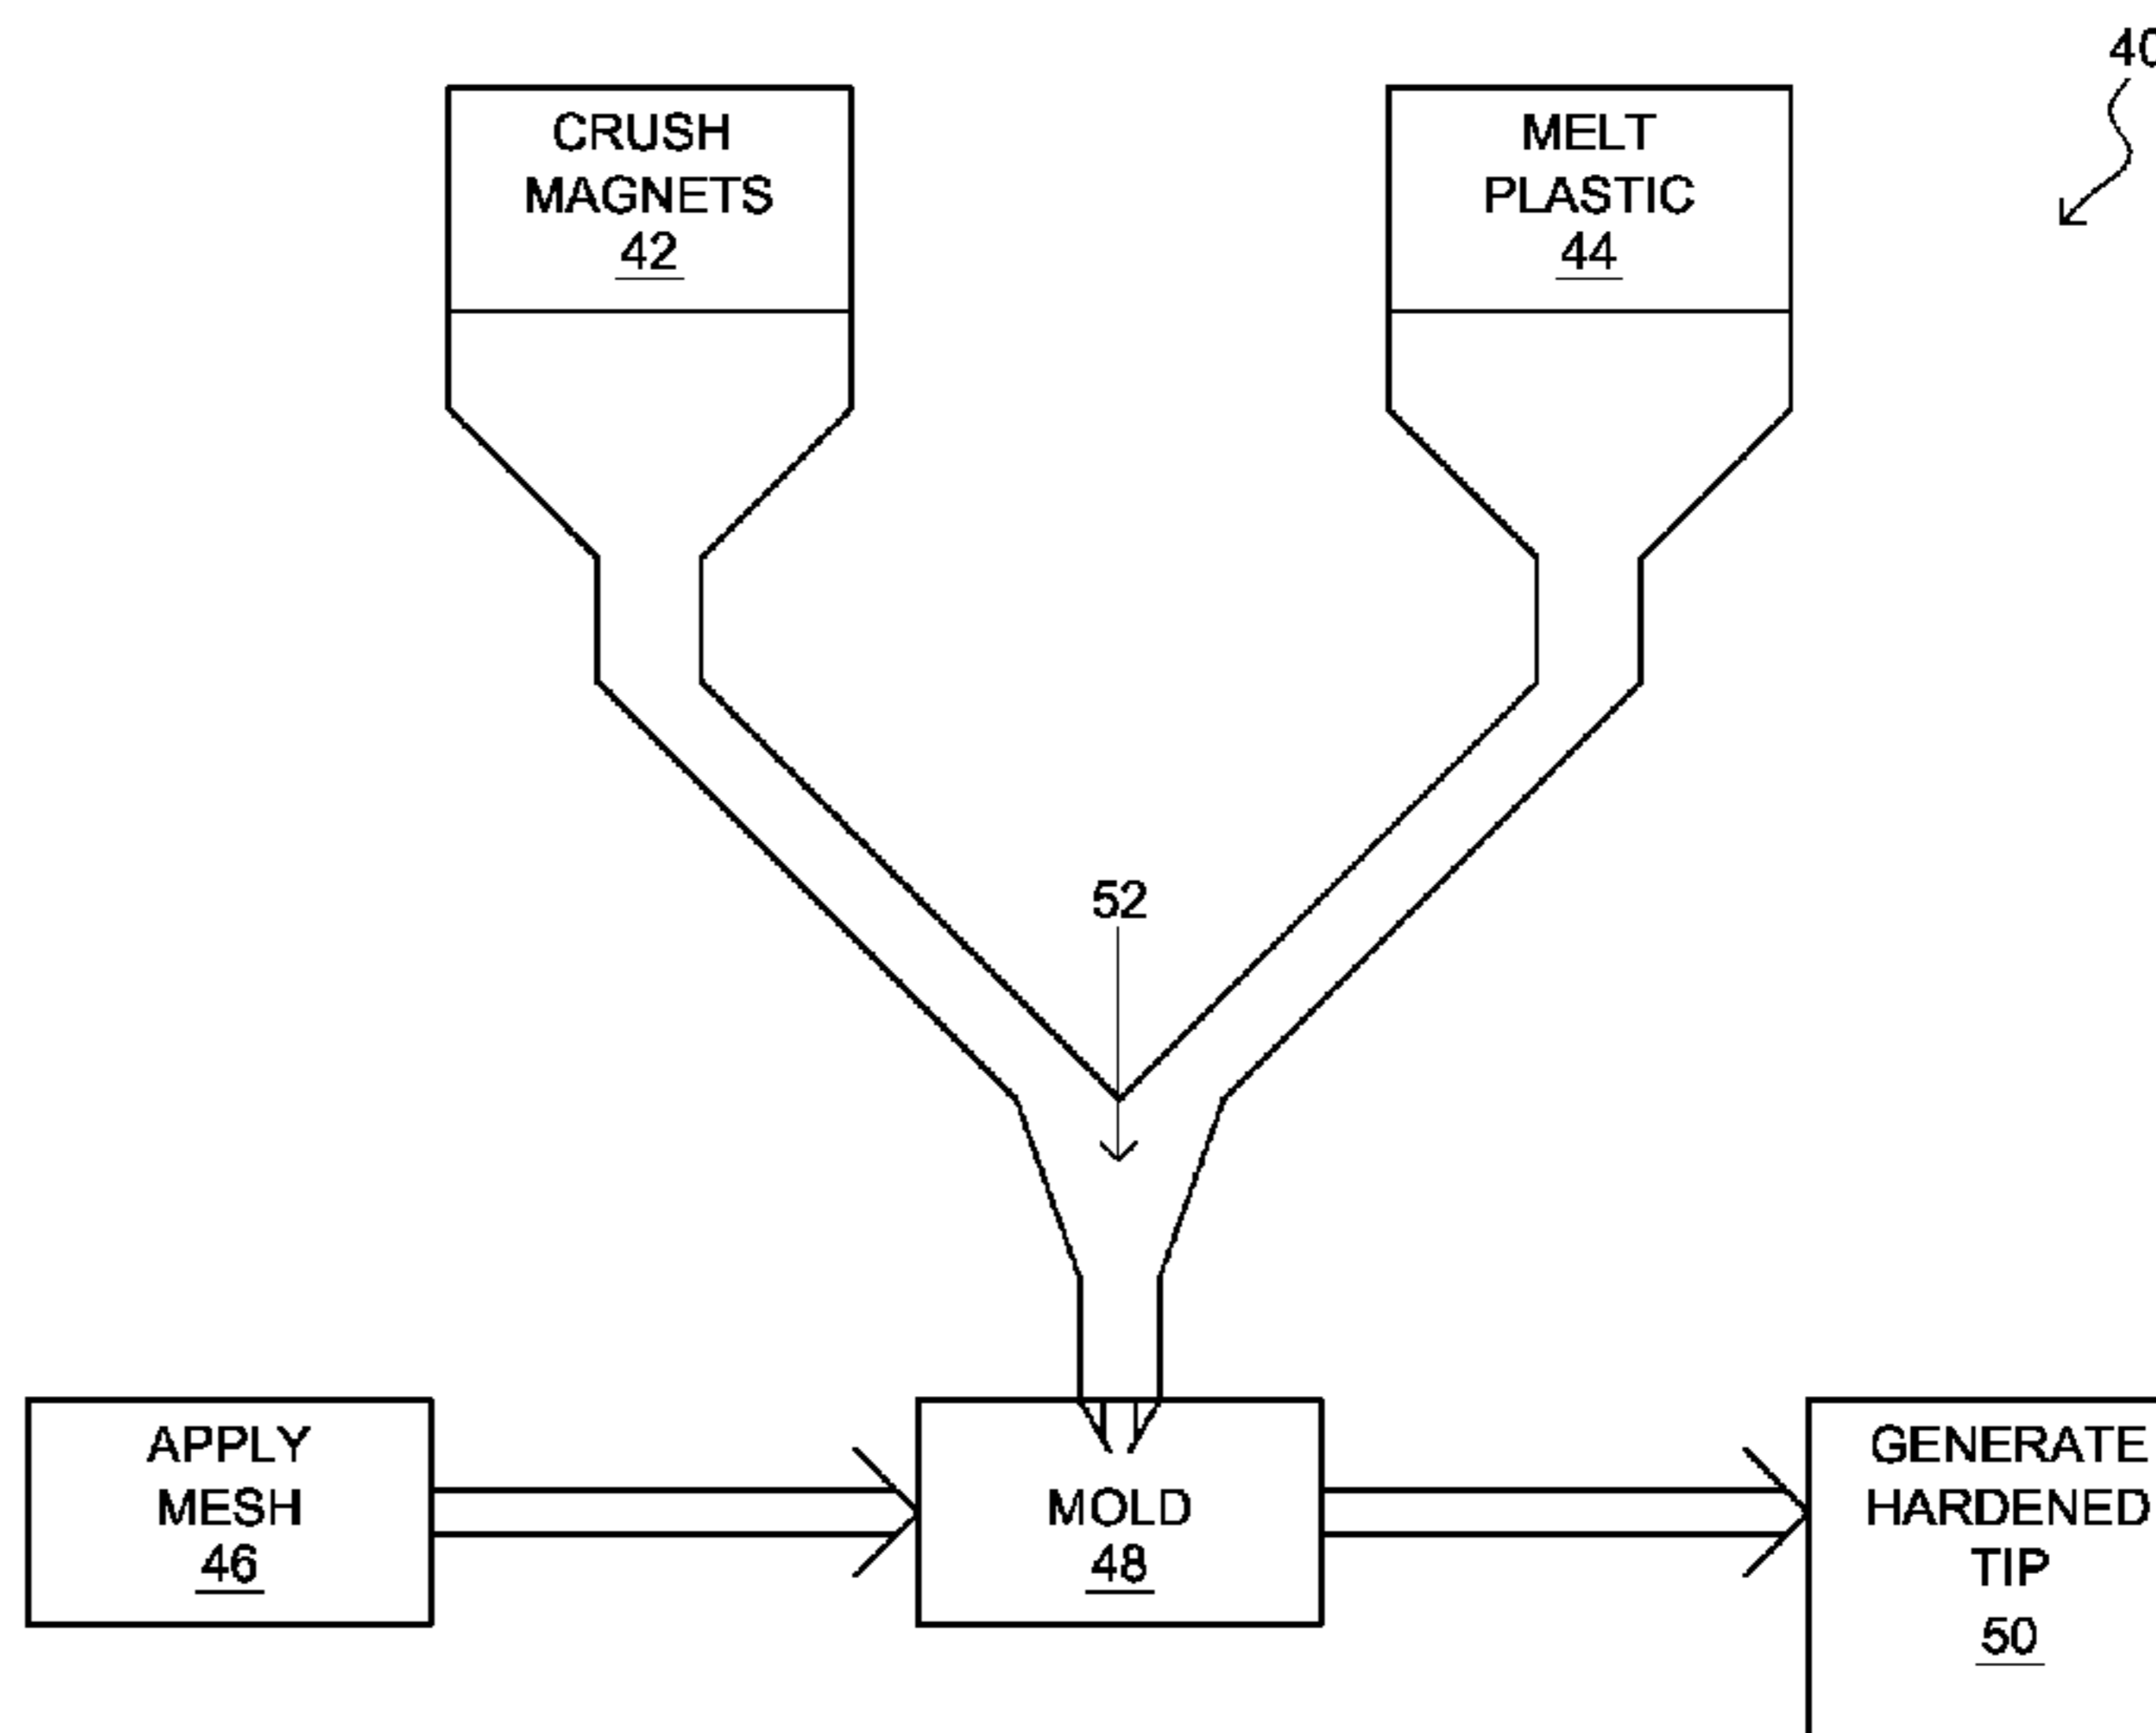 40
CRUSH
MAGNETS
42
MELT
PLASTIC
44
52
APPLY
MESH
46
MOLD
48
GENERATE
HARDENED
TIP
50